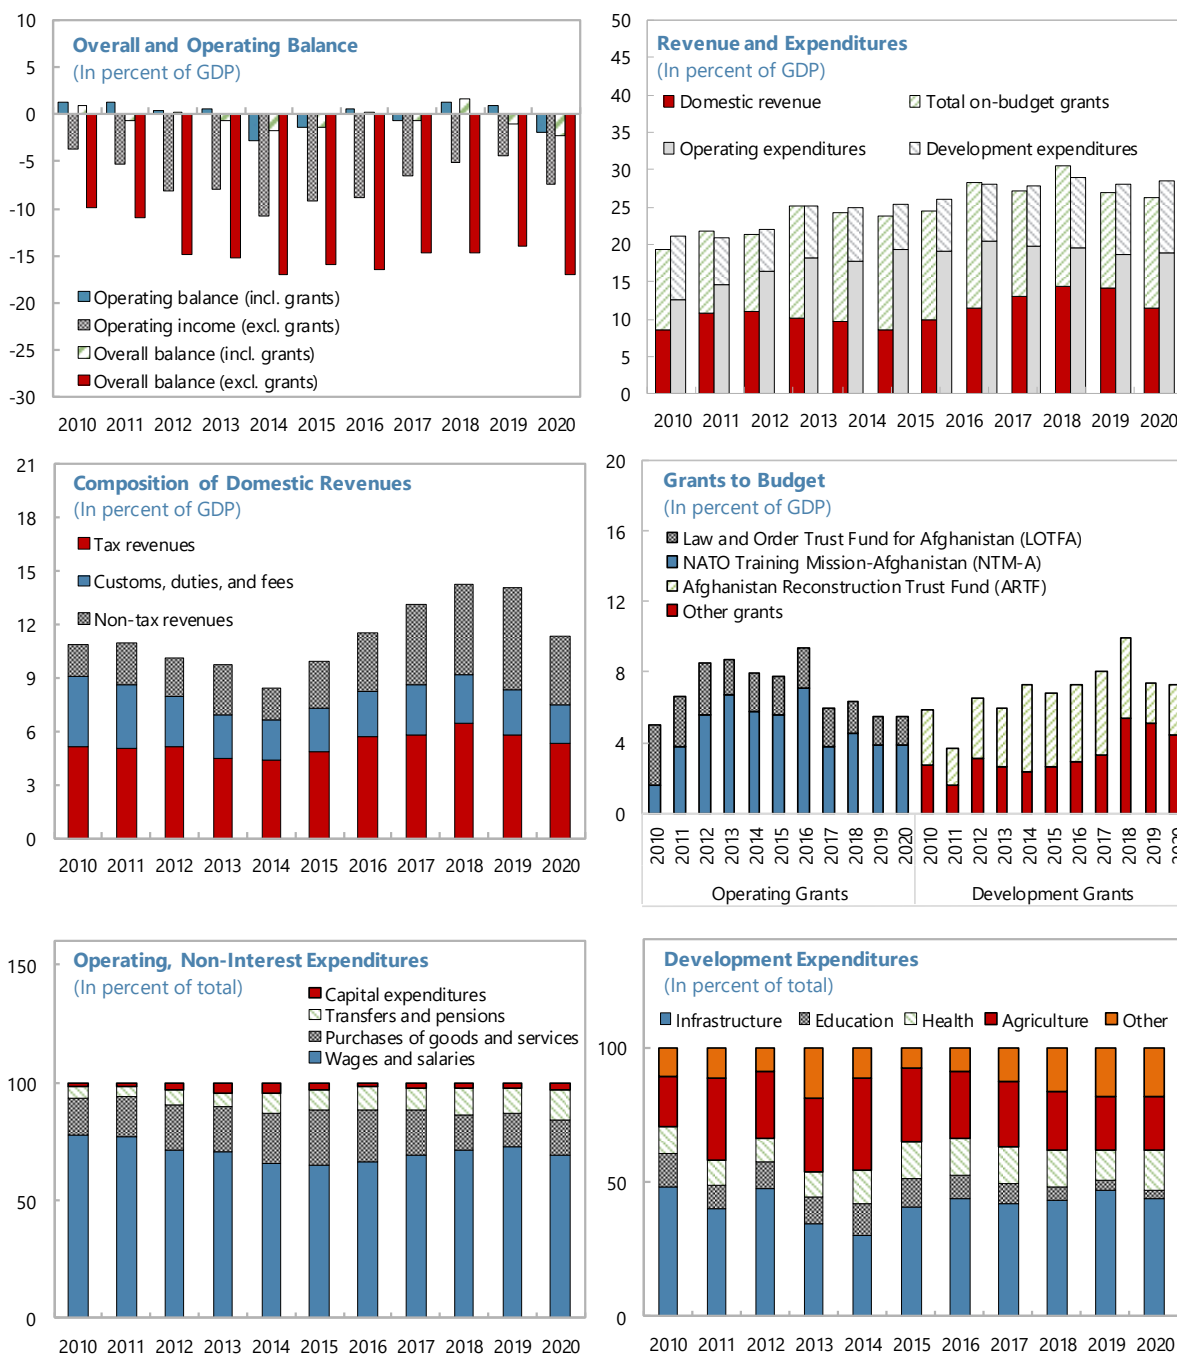 Overall and Operating Balance
(In percent of GDP)
10
5
0
-5
-10
-15
-20
-25
-30
Operating balance (incl. grants)
Operating income (excl. grants)
Overall balance (incl. grants)
Overall balance (excl. grants)
2010 2011 2012 2013 2014 2015 2016 2017 2018 2019 2020
Revenue and Expenditures
(In percent of GDP)
50
45
40
35
30
25
20
15
10
5
0
Domestic revenue
Total on-budget grants
Operating expenditures
Development expenditures
2010 2011 2012 2013 2014 2015 2016 2017 2018 2019 2020
Composition of Domestic Revenues
(In percent of GDP)
21
18
15
12
9
6
3
0
Tax revenues
Customs, duties, and fees
Non-tax revenues
2010 2011 2012 2013 2014 2015 2016 2017 2018 2019 2020
Grants to Budget
(In percent of GDP)
20
16
12
8
4
0
Law and Order Trust Fund for Afghanistan (LOTFA)
NATO Training Mission-Afghanistan (NTM-A)
Afghanistan Reconstruction Trust Fund (ARTF)
Other grants
2010 2011 2012 2013 2014 2015 2016 2017 2018 2019 2020 2010 2011 2012 2013 2014 2015 2016 2017 2018 2019 2020
Operating Grants
Development Grants
Operating, Non-Interest Expenditures
(In percent of total)
150
100
50
0
Capital expenditures
Transfers and pensions
Purchases of goods and services
Wages and salaries
2010 2011 2012 2013 2014 2015 2016 2017 2018 2019 2020
Development Expenditures
(In percent of total)
Infrastructure Education Health Agriculture Other
100
50
0
2010 2011 2012 2013 2014 2015 2016 2017 2018 2019 2020